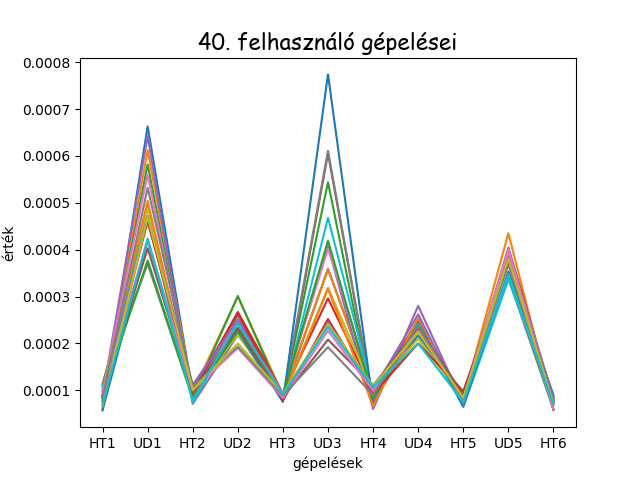 40. felhasználó gépelései
0.0008
0.0007
0.0006
0.0005
0.0004
0.0003
0.0002
0.0001
érték
HT1 UD1 HT2 UD2 HT3 UD3 HT4 UD4 HT5 UD5 HT6
gépelések